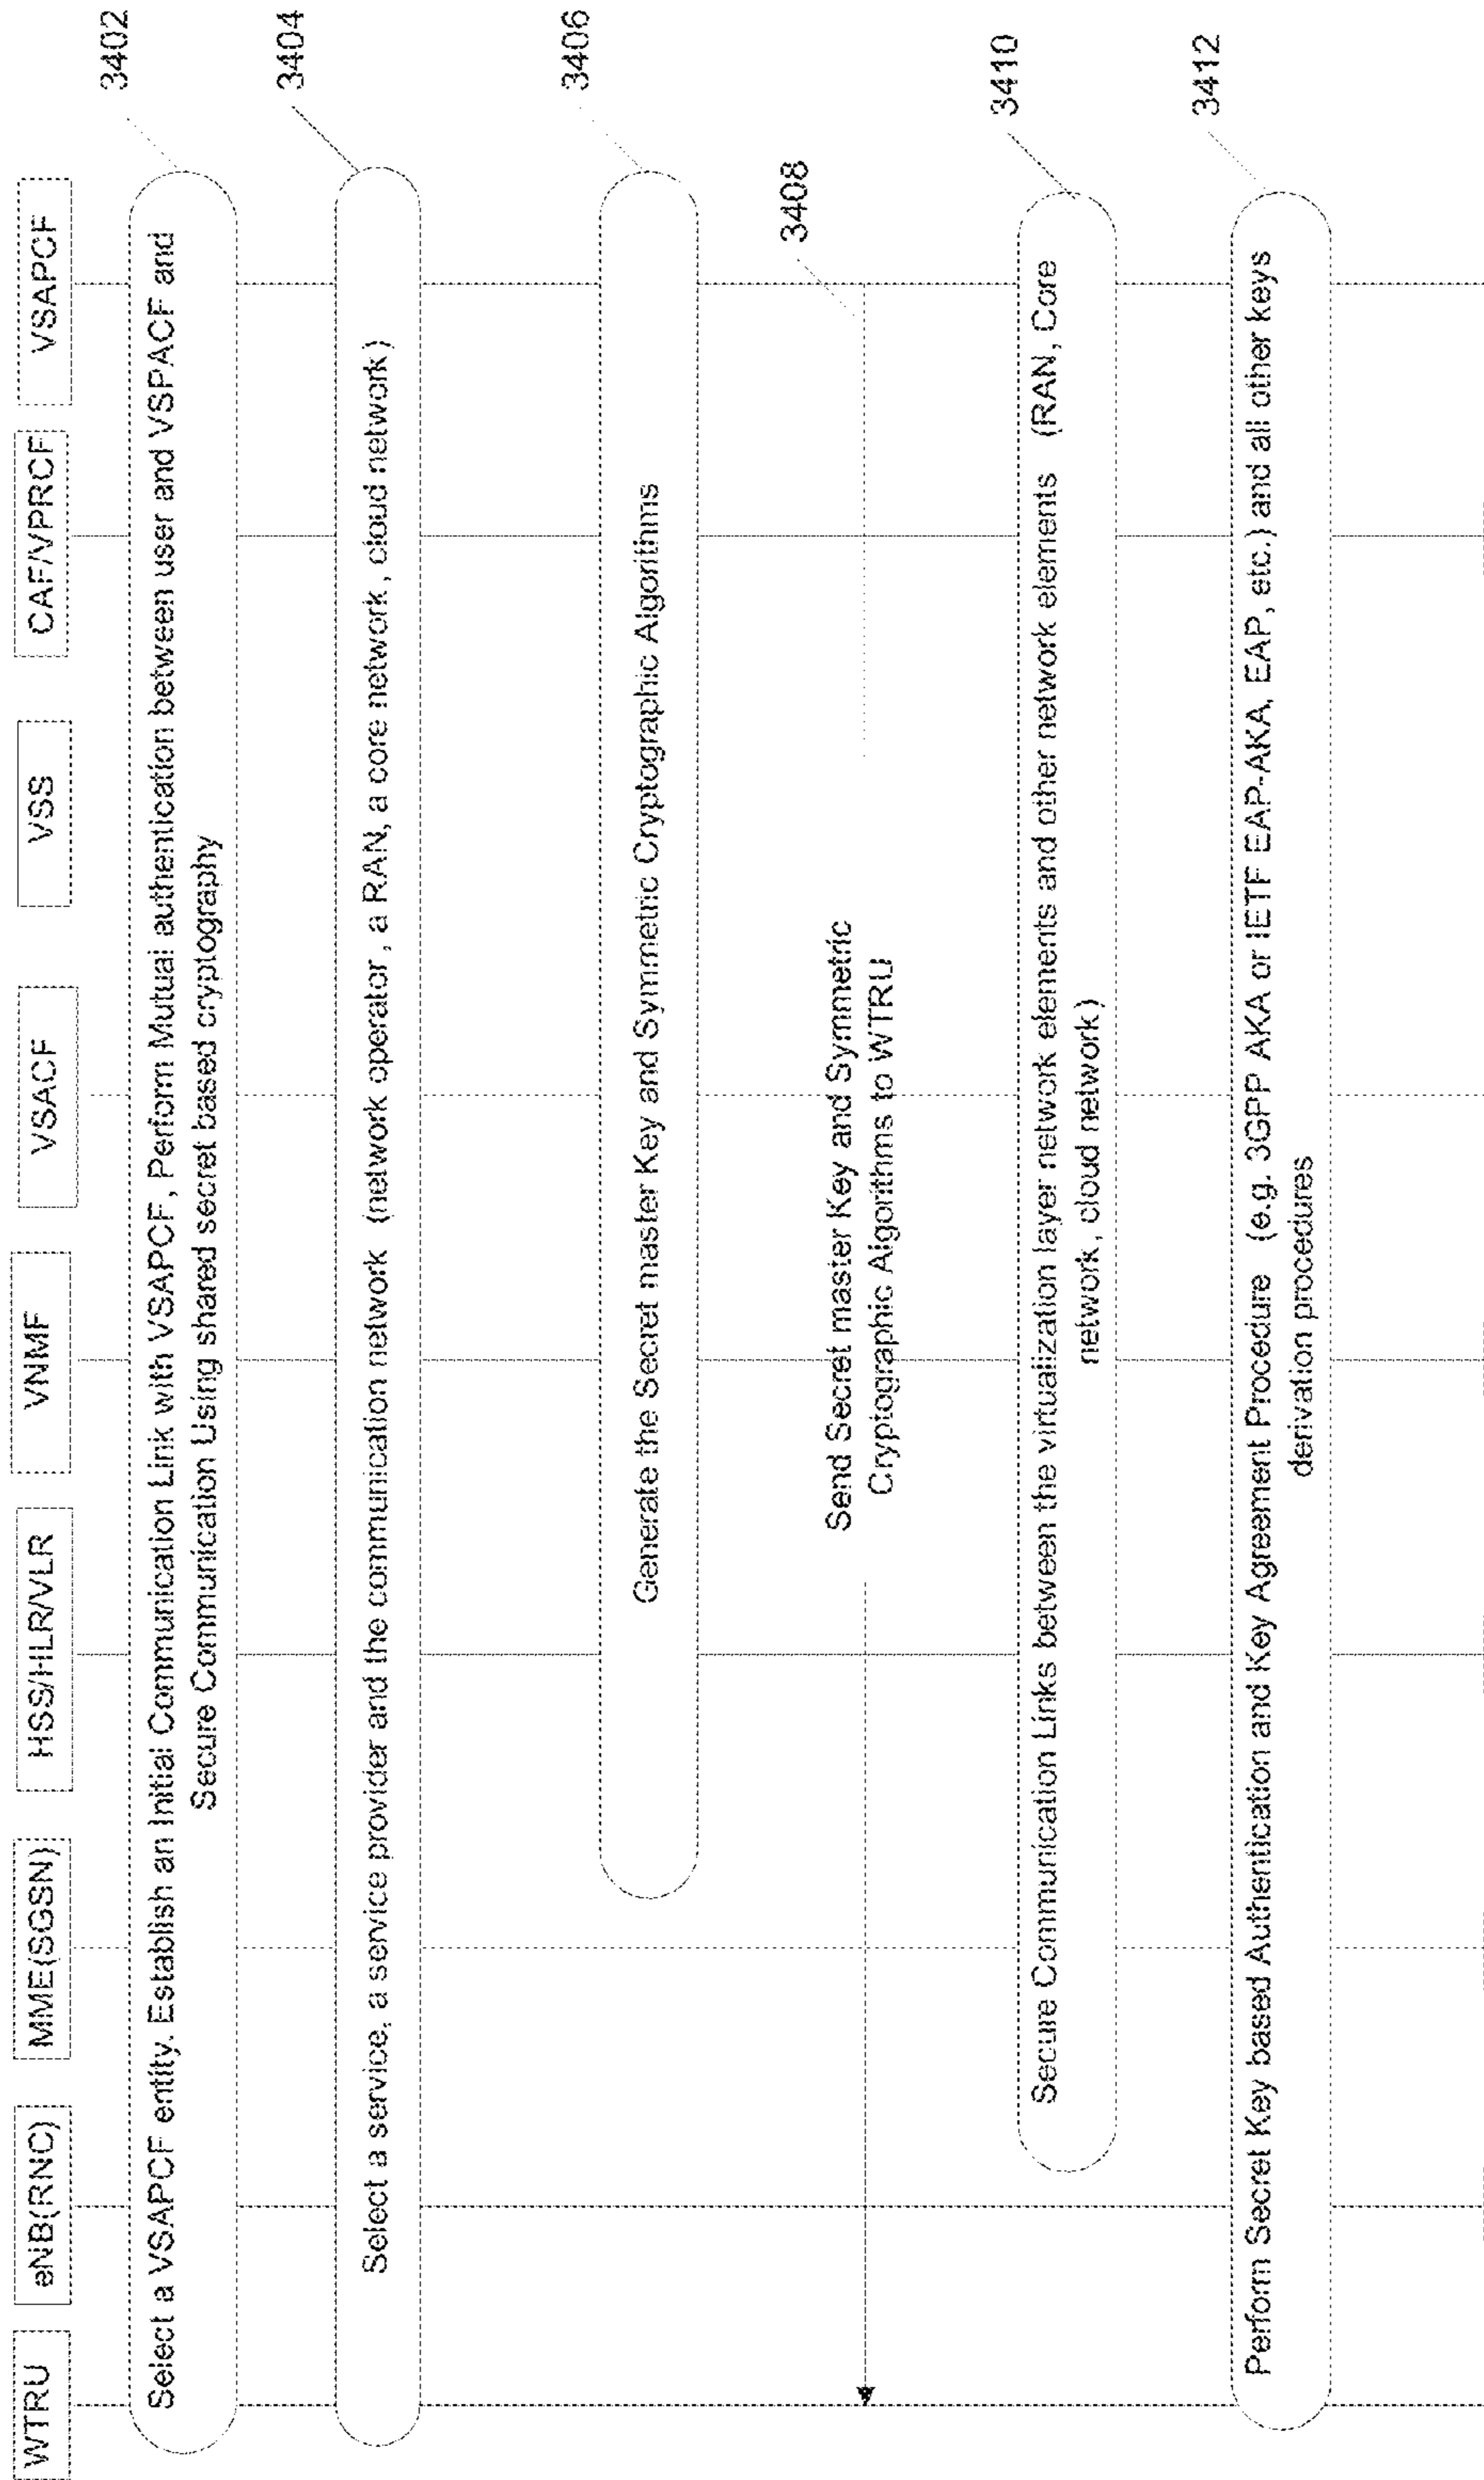 WTRU
eNB(RNC)
MME(SGSN)
HSS/HLR/VLR
VNMF
VSACF
VSS
CAF/VPRCF
VSAPCF
Select a VSAPCF entity. Establish an Initial Communication Link with VSAPCF, Perform Mutual authentication between user and VSPACF and
Secure Communication Using shared secret based cryptography
3402
Select a service, a service provider and the communication network (network operator, a RAN, a core network, cloud network)
3404
Generate the Secret master Key and Symmetric Cryptographic Algorithms
3406
Send Secret master Key and Symmetric
Cryptographic Algorithms to WTRU
3408
Secure Communication Links between the virtualization layer network elements and other network elements (RAN, Core
network, cloud network)
3410
Perform Secret Key based Authentication and Key Agreement Procedure (e.g. 3GPP AKA or IETF EAP-AKA, EAP, etc.) and all other keys
derivation procedures
3412